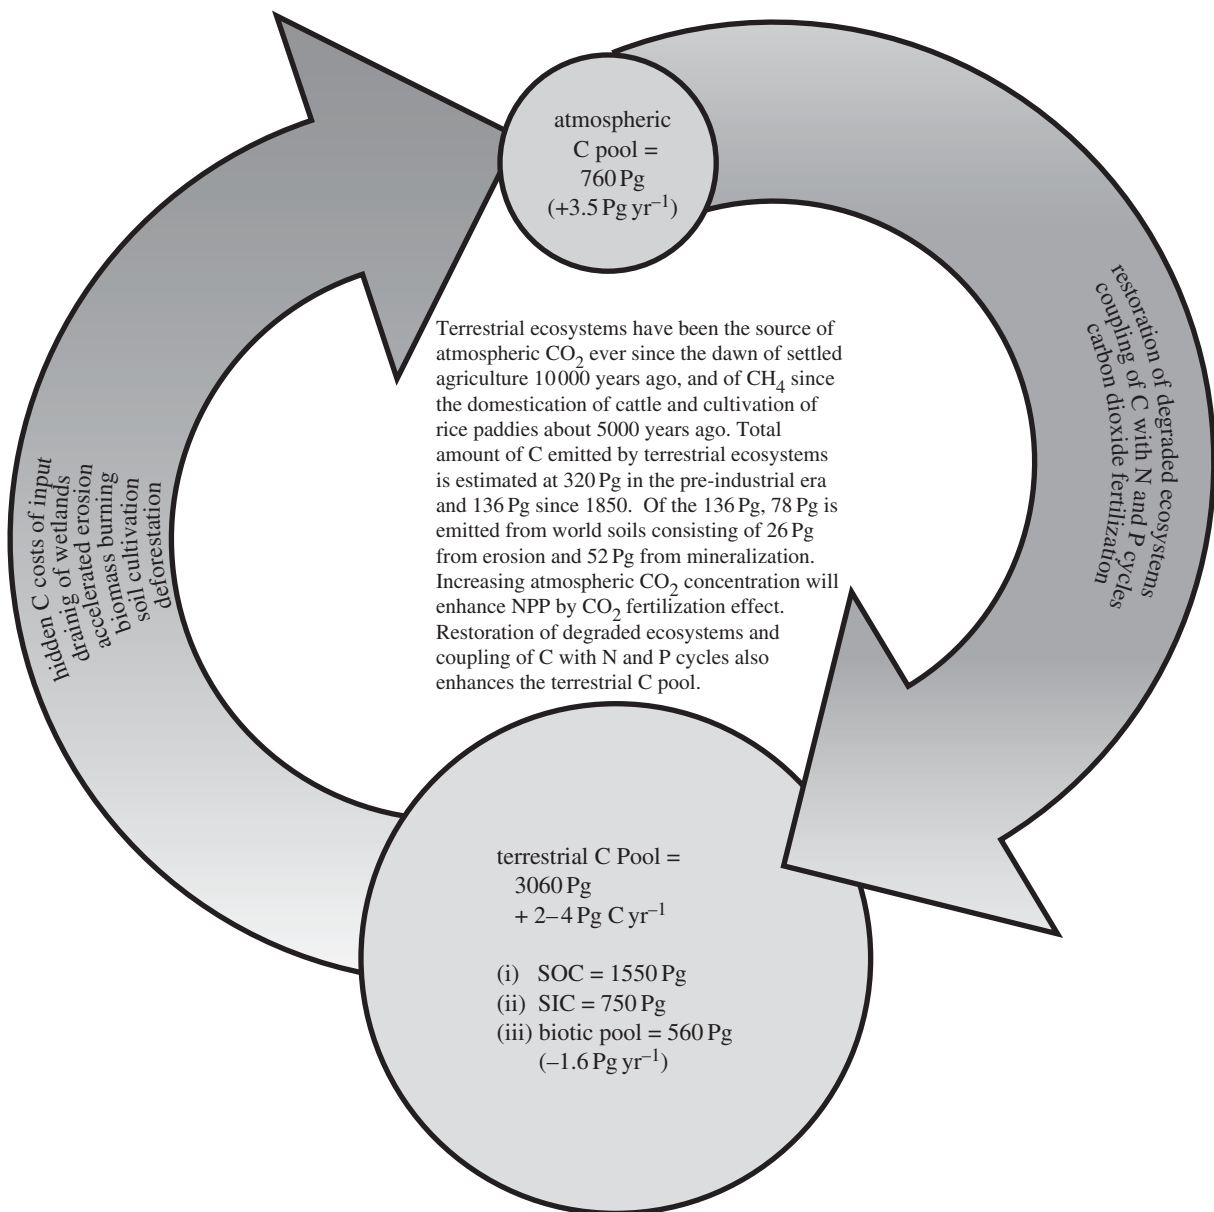 atmospheric
C pool =
760 Pg
(+3.5 Pg yr⁻¹)
restoration of degraded ecosystems
coupling of C with N and P cycles
carbon dioxide fertilization
Terrestrial ecosystems have been the source of
atmospheric CO₂ ever since the dawn of settled
agriculture 10 000 years ago, and of CH₄ since
the domestication of cattle and cultivation of
rice paddies about 5000 years ago. Total
amount of C emitted by terrestrial ecosystems
is estimated at 320 Pg in the pre-industrial era
and 136 Pg since 1850. Of the 136 Pg, 78 Pg is
emitted from world soils consisting of 26 Pg
from erosion and 52 Pg from mineralization.
Increasing atmospheric CO₂ concentration will
enhance NPP by CO₂ fertilization effect.
Restoration of degraded ecosystems and
coupling of C with N and P cycles also
enhances the terrestrial C pool.
hidden C costs of input
draining of wetlands
accelerated erosion
biomass burning
soil cultivation
deforestation
terrestrial C Pool =
3060 Pg
+ 2–4 Pg C yr⁻¹
(i) SOC = 1550 Pg
(ii) SIC = 750 Pg
(iii) biotic pool = 560 Pg
(–1.6 Pg yr⁻¹)